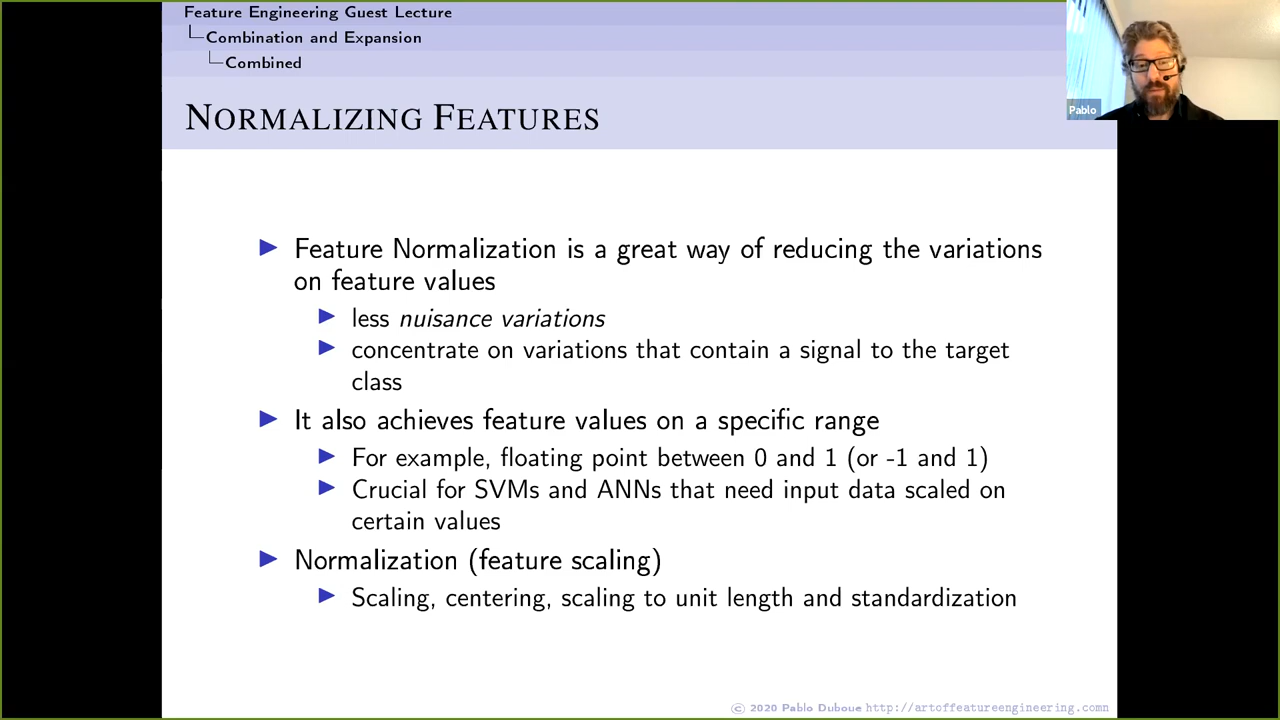 Feature Engineering Guest Lecture
Combination and Expansion
Combined
NORMALIZING FEATURES
Pablo
Feature Normalization is a great way of reducing the variations
on feature values
less nuisance variations
concentrate on variations that contain a signal to the target
class
It also achieves feature values on a specific range
For example, floating point between 0 and 1 (or -1 and 1)
Crucial for SVMs and ANNs that need input data scaled on
certain values
Normalization (feature scaling)
Scaling, centering, scaling to unit length and standardization
© 2020 Pablo Duboue http://artoffeatureengineering.comn